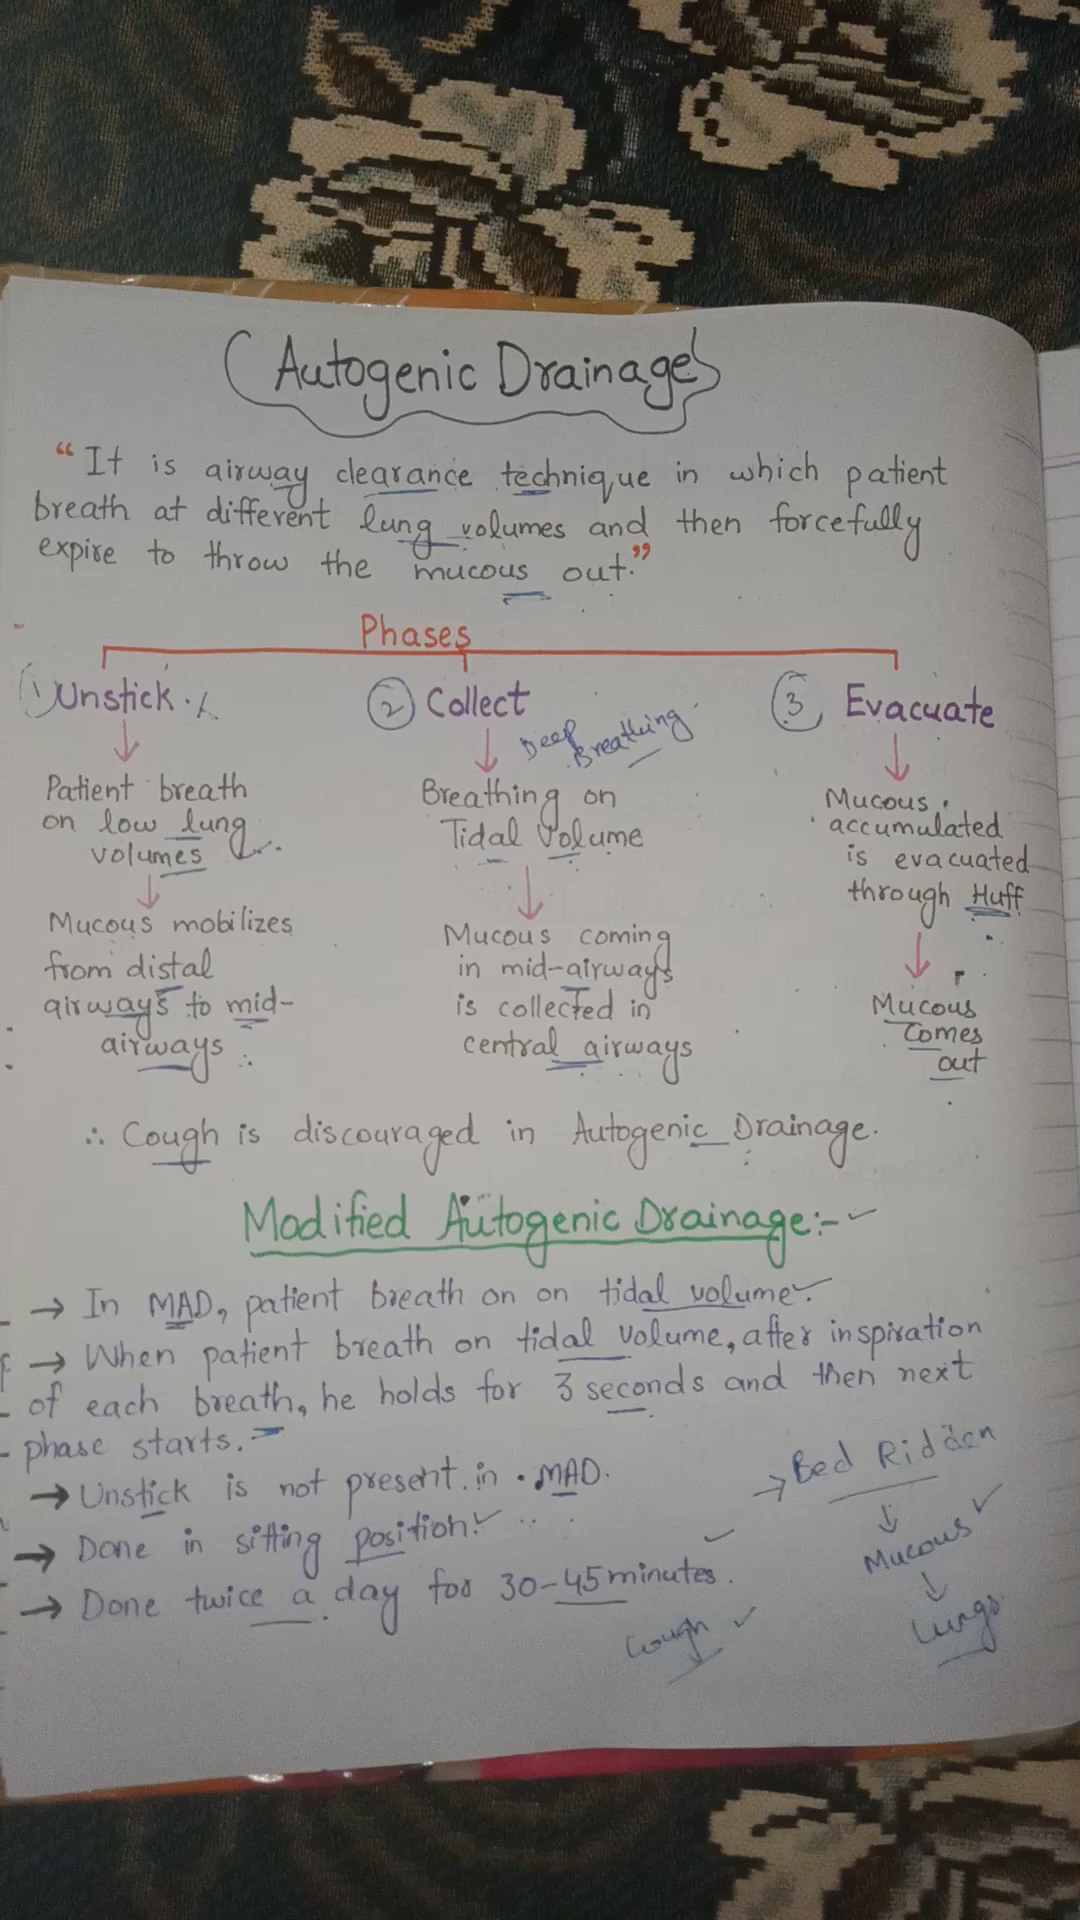 Autogenic Drainage
"It is airway clearance technique in which patient
breath at different lung volumes and then forcefully
expire to throw the mucous out."
Phases
1 Unstick.
Patient breath
on low lung
volumes
Mucous mobilizes
from distal
airways to mid-
airways
2 Collect
Deep
Breathing
Breathing on
Tidal Volume
Mucous coming
in mid-airways
is collected in
central airways
3 Evacuate
Mucous
accumulated
is evacuated
through Huff
Mucous
comes
out
∴ Cough is discouraged in Autogenic Drainage.
Modified Autogenic Drainage:-
→ In MAD, patient breath on on tidal volume.
→ When patient breath on tidal volume, after inspiration
of each breath, he holds for 3 seconds and then next
phase starts.
→ Unstick is not present in MAD.
→ Done in sitting position.
→ Done twice a day for 30-45 minutes.
→ Bed Ridden
Mucous
Lungs
Cough